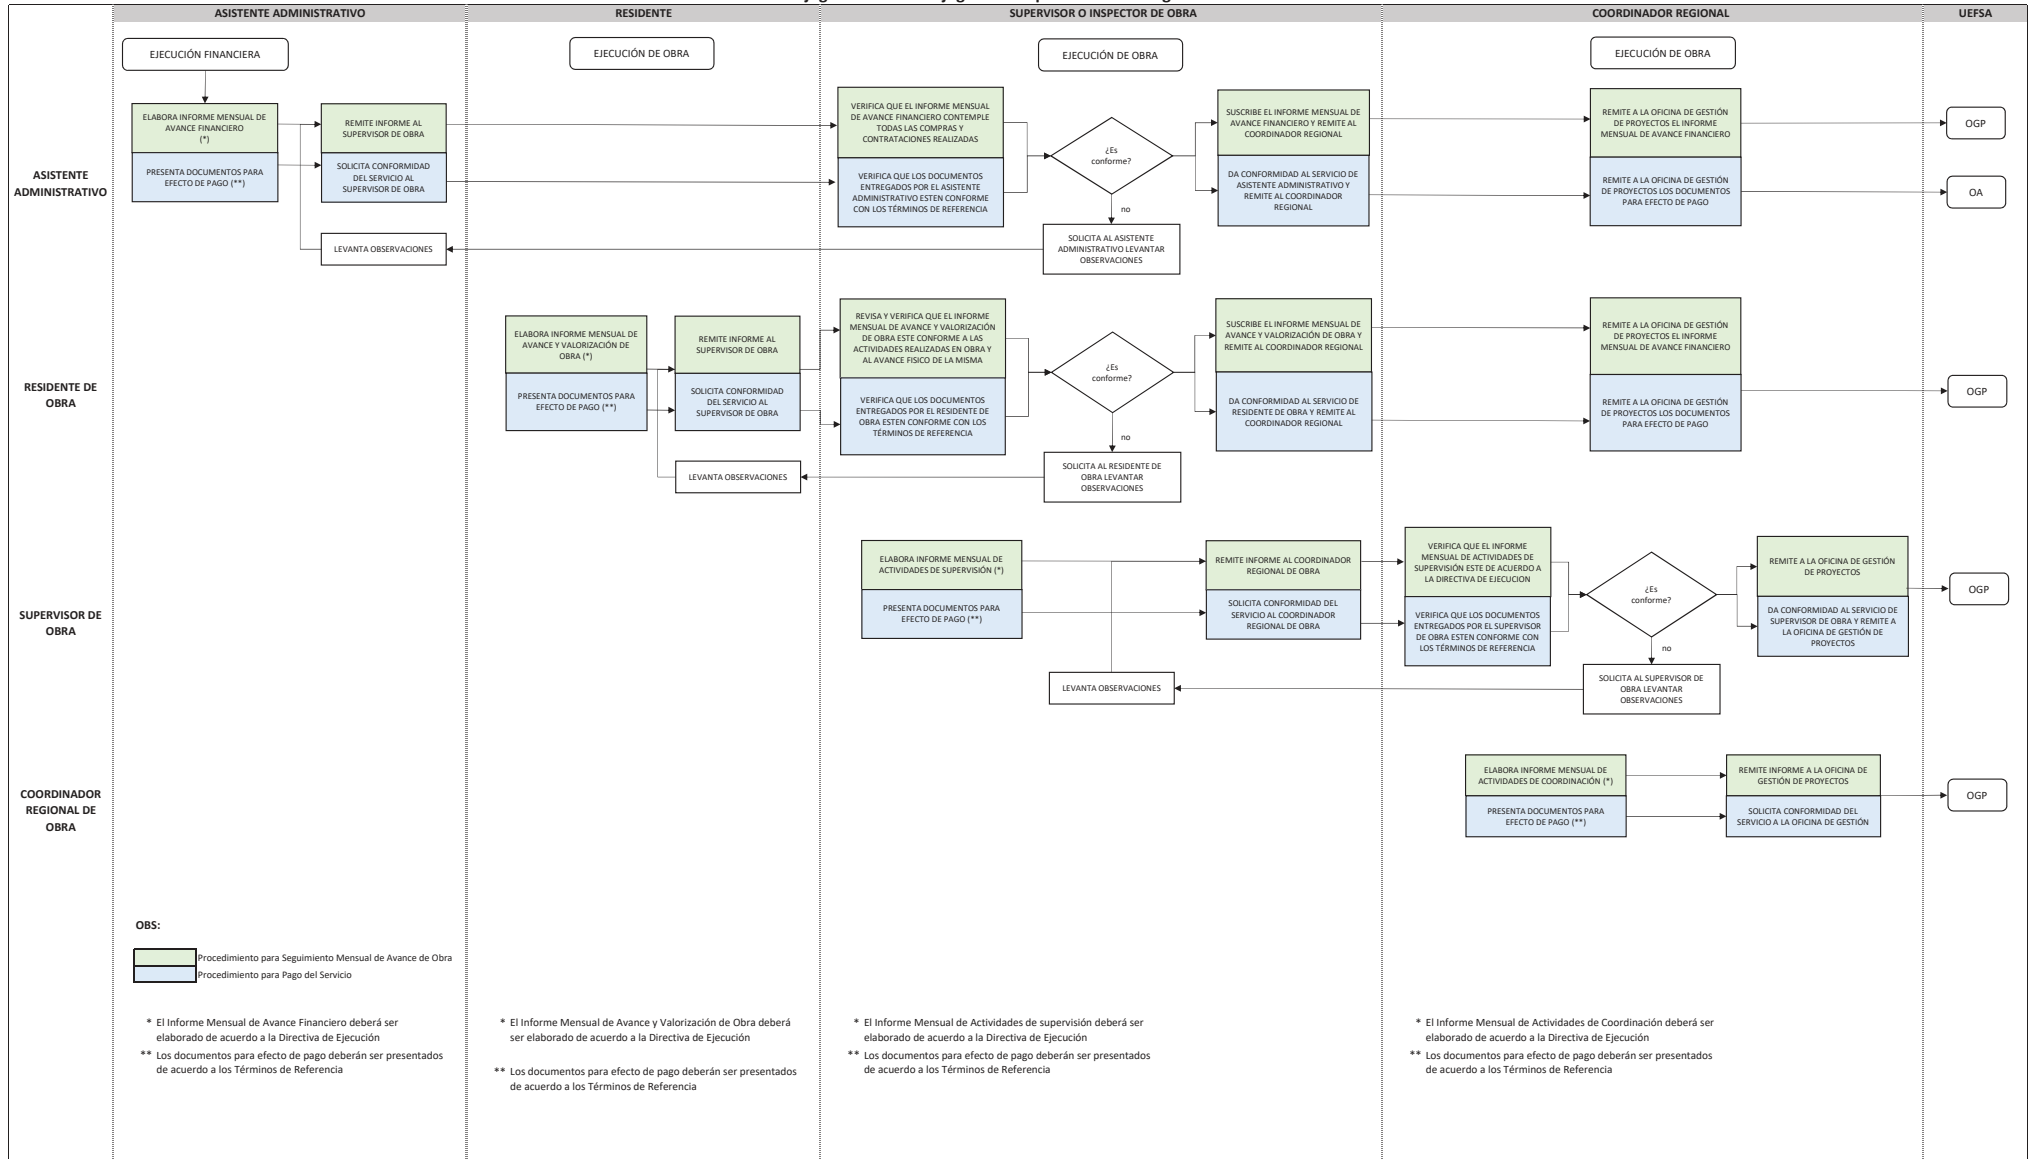 ASISTENTE ADMINISTRATIVO
RESIDENTE
SUPERVISOR O INSPECTOR DE OBRA
COORDINADOR REGIONAL
UEFSA
EJECUCIÓN FINANCIERA
EJECUCIÓN DE OBRA
EJECUCIÓN DE OBRA
EJECUCIÓN DE OBRA
ASISTENTE
ADMINISTRATIVO
ELABORA INFORME MENSUAL DE
AVANCE FINANCIERO
(*)
PRESENTA DOCUMENTOS PARA
EFECTO DE PAGO (**)
REMITE INFORME AL
SUPERVISOR DE OBRA
SOLICITA CONFORMIDAD
DEL SERVICIO AL
SUPERVISOR DE OBRA
LEVANTA OBSERVACIONES
VERIFICA QUE EL INFORME MENSUAL
DE AVANCE FINANCIERO CONTEMPLE
TODAS LAS COMPRAS Y
CONTRATACIONES REALIZADAS
VERIFICA QUE LOS DOCUMENTOS
ENTREGADOS POR EL ASISTENTE
ADMINISTRATIVO ESTEN CONFORME
CON LOS TÉRMINOS DE REFERENCIA
¿Es
conforme?
no
SOLICITA AL ASISTENTE
ADMINISTRATIVO LEVANTAR
OBSERVACIONES
SUSCRIBE EL INFORME MENSUAL DE
AVANCE FINANCIERO Y REMITE AL
COORDINADOR REGIONAL
DA CONFORMIDAD AL SERVICIO DE
ASISTENTE ADMINISTRATIVO Y
REMITE AL COORDINADOR
REGIONAL
REMITE A LA OFICINA DE GESTIÓN
DE PROYECTOS EL INFORME
MENSUAL DE AVANCE FINANCIERO
REMITE A LA OFICINA DE GESTIÓN
DE PROYECTOS LOS DOCUMENTOS
PARA EFECTO DE PAGO
OGP
OA
RESIDENTE DE
OBRA
ELABORA INFORME MENSUAL DE
AVANCE Y VALORIZACIÓN DE
OBRA (*)
PRESENTA DOCUMENTOS PARA
EFECTO DE PAGO (**)
REMITE INFORME AL
SUPERVISOR DE OBRA
SOLICITA CONFORMIDAD
DEL SERVICIO AL
SUPERVISOR DE OBRA
LEVANTA OBSERVACIONES
REVISA Y VERIFICA QUE EL INFORME
MENSUAL DE AVANCE Y VALORIZACIÓN
DE OBRA ESTE CONFORME A LAS
ACTIVIDADES REALIZADAS EN OBRA Y
AL AVANCE FISICO DE LA MISMA
VERIFICA QUE LOS DOCUMENTOS
ENTREGADOS POR EL RESIDENTE DE
OBRA ESTEN CONFORME CON LOS
TÉRMINOS DE REFERENCIA
¿Es
conforme?
no
SOLICITA AL RESIDENTE DE
OBRA LEVANTAR
OBSERVACIONES
SUSCRIBE EL INFORME MENSUAL DE
AVANCE Y VALORIZACIÓN DE OBRA Y
REMITE AL COORDINADOR REGIONAL
DA CONFORMIDAD AL SERVICIO DE
RESIDENTE DE OBRA Y REMITE AL
COORDINADOR REGIONAL
REMITE A LA OFICINA DE GESTIÓN
DE PROYECTOS EL INFORME
MENSUAL DE AVANCE FINANCIERO
REMITE A LA OFICINA DE GESTIÓN
DE PROYECTOS LOS DOCUMENTOS
PARA EFECTO DE PAGO
OGP
SUPERVISOR DE
OBRA
ELABORA INFORME MENSUAL DE
ACTIVIDADES DE SUPERVISIÓN (*)
PRESENTA DOCUMENTOS PARA
EFECTO DE PAGO (**)
REMITE INFORME AL COORDINADOR
REGIONAL DE OBRA
SOLICITA CONFORMIDAD DEL
SERVICIO AL COORDINADOR
REGIONAL DE OBRA
LEVANTA OBSERVACIONES
VERIFICA QUE EL INFORME
MENSUAL DE ACTIVIDADES DE
SUPERVISIÓN ESTE DE ACUERDO A
LA DIRECTIVA DE EJECUCION
VERIFICA QUE LOS DOCUMENTOS
ENTREGADOS POR EL SUPERVISOR
DE OBRA ESTEN CONFORME CON
LOS TÉRMINOS DE REFERENCIA
¿Es
conforme?
no
SOLICITA AL SUPERVISOR DE
OBRA LEVANTAR
OBSERVACIONES
REMITE A LA OFICINA DE GESTIÓN
DE PROYECTOS
DA CONFORMIDAD AL SERVICIO DE
SUPERVISOR DE OBRA Y REMITE A
LA OFICINA DE GESTIÓN DE
PROYECTOS
OGP
COORDINADOR
REGIONAL DE
OBRA
ELABORA INFORME MENSUAL DE
ACTIVIDADES DE COORDINACIÓN (*)
PRESENTA DOCUMENTOS PARA
EFECTO DE PAGO (**)
REMITE INFORME A LA OFICINA DE
GESTIÓN DE PROYECTOS
SOLICITA CONFORMIDAD DEL
SERVICIO A LA OFICINA DE GESTIÓN
OGP
OBS:
Procedimiento para Seguimiento Mensual de Avance de Obra
Procedimiento para Pago del Servicio
* El Informe Mensual de Avance Financiero deberá ser
elaborado de acuerdo a la Directiva de Ejecución
** Los documentos para efecto de pago deberán ser presentados
de acuerdo a los Términos de Referencia
* El Informe Mensual de Avance y Valorización de Obra deberá
ser elaborado de acuerdo a la Directiva de Ejecución
** Los documentos para efecto de pago deberán ser presentados
de acuerdo a los Términos de Referencia
* El Informe Mensual de Actividades de supervisión deberá ser
elaborado de acuerdo a la Directiva de Ejecución
** Los documentos para efecto de pago deberán ser presentados
de acuerdo a los Términos de Referencia
* El Informe Mensual de Actividades de Coordinación deberá ser
elaborado de acuerdo a la Directiva de Ejecución
** Los documentos para efecto de pago deberán ser presentados
de acuerdo a los Términos de Referencia